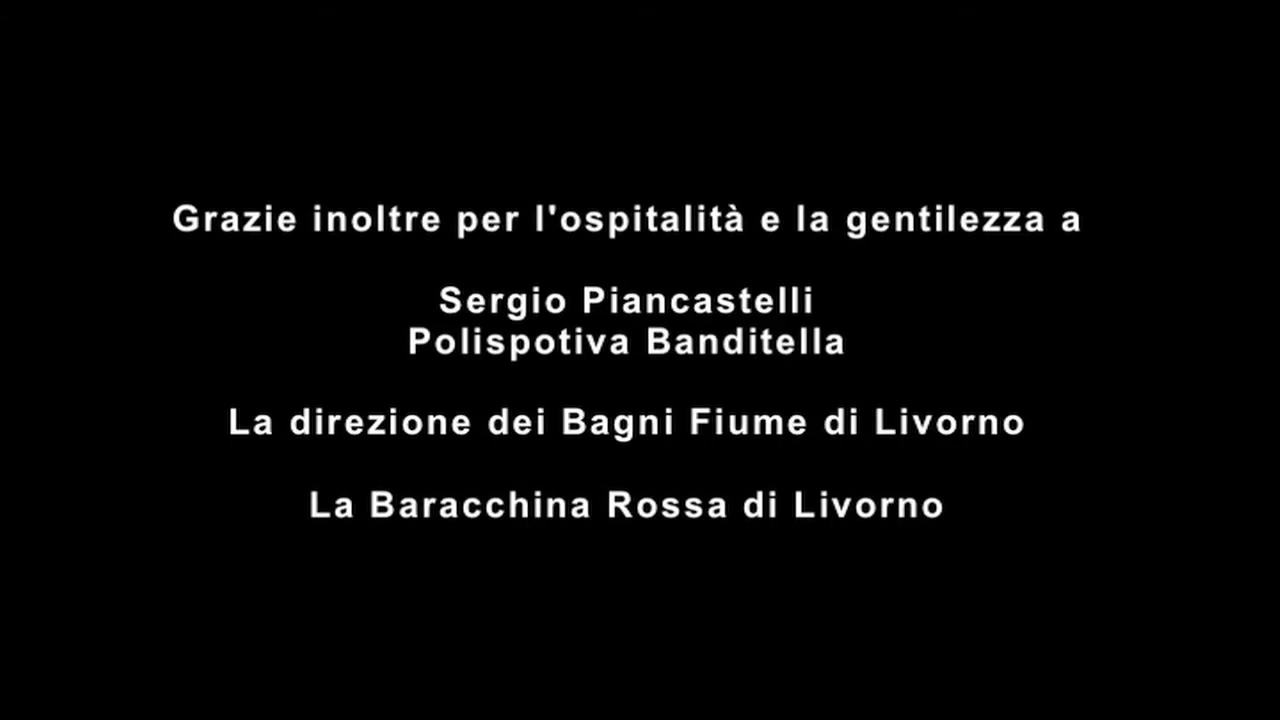 Grazie inoltre per l'ospitalità e la gentilezza a
Sergio Piancastelli
Polispotiva Banditella
La direzione dei Bagni Fiume di Livorno
La Baracchina Rossa di Livorno